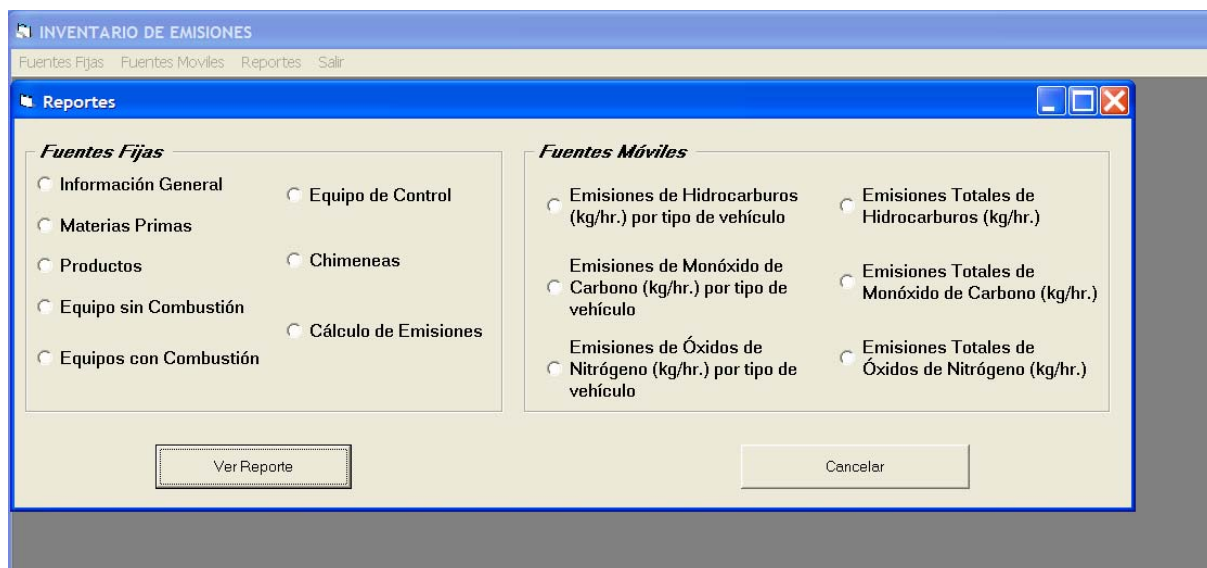 INVENTARIO DE EMISIONES
Fuentes Fijas Fuentes Moviles Reportes Salir
Reportes
Fuentes Fijas
Información General
Materias Primas
Productos
Equipo sin Combustión
Equipos con Combustión
Equipo de Control
Chimeneas
Cálculo de Emisiones
Fuentes Móviles
Emisiones de Hidrocarburos
(kg/hr.) por tipo de vehículo
Emisiones de Monóxido de
Carbono (kg/hr.) por tipo de
vehículo
Emisiones de Óxidos de
Nitrógeno (kg/hr.) por tipo de
vehículo
Emisiones Totales de
Hidrocarburos (kg/hr.)
Emisiones Totales de
Monóxido de Carbono (kg/hr.)
Emisiones Totales de
Óxidos de Nitrógeno (kg/hr.)
Ver Reporte
Cancelar